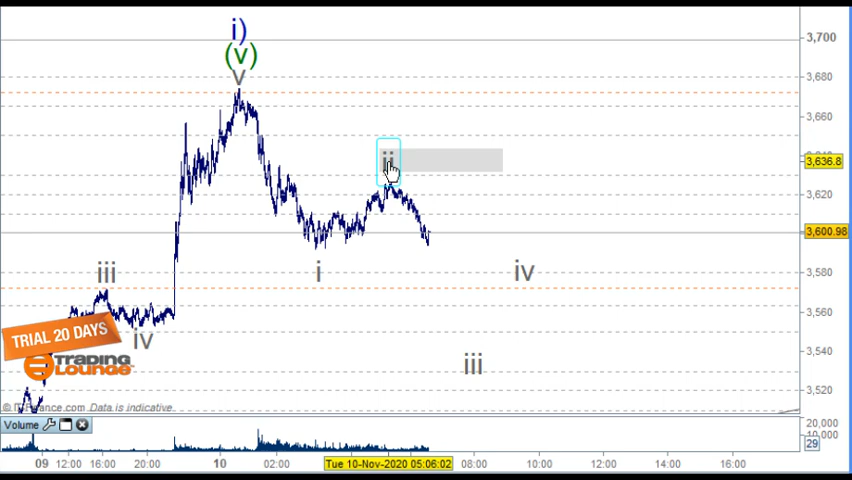 i)
(v)
v
3,700
3,680
3,660
ii
3,636.8
3,620
3,600.98
iii
i
iv
3,580
3,560
iv
TRIAL 20 DAYS
TRADING
LOUNGE
3,540
iii
3,520
Data is indicative.
Volume
20,000
10,000
29
09 12:00 16:00 20:00 10 02:00 Tue 10-Nov-2020 05:06:02 08:00 10:00 12:00 14:00 16:00